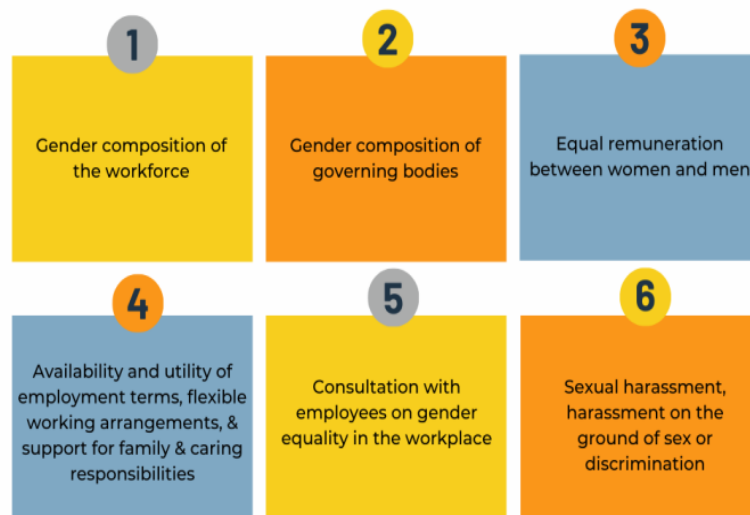 1
Gender composition of
the workforce
2
Gender composition of
governing bodies
3
Equal remuneration
between women and men
4
Availability and utility of
employment terms, flexible
working arrangements, &
support for family & caring
responsibilities
5
Consultation with
employees on gender
equality in the workplace
6
Sexual harassment,
harassment on the
ground of sex or
discrimination